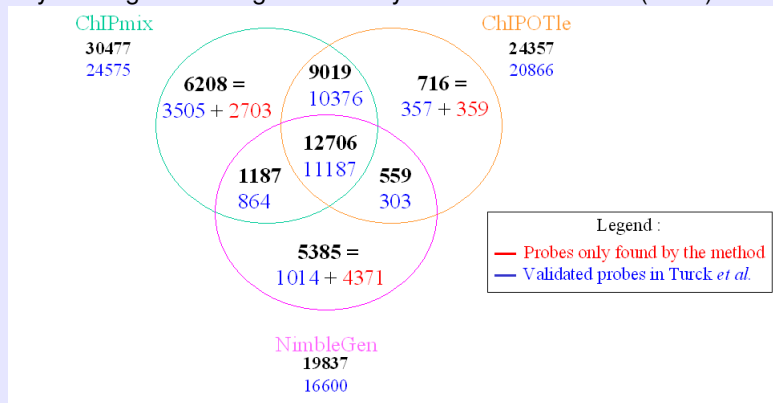 ChIPmix
30477
24575
ChIPOTle
24357
20866
6208 =
3505 + 2703
9019
10376
716 =
357 + 359
12706
11187
1187
864
559
303
5385 =
1014 + 4371
Legend :
Probes only found by the method
Validated probes in Turck et al.
NimbleGen
19837
16600